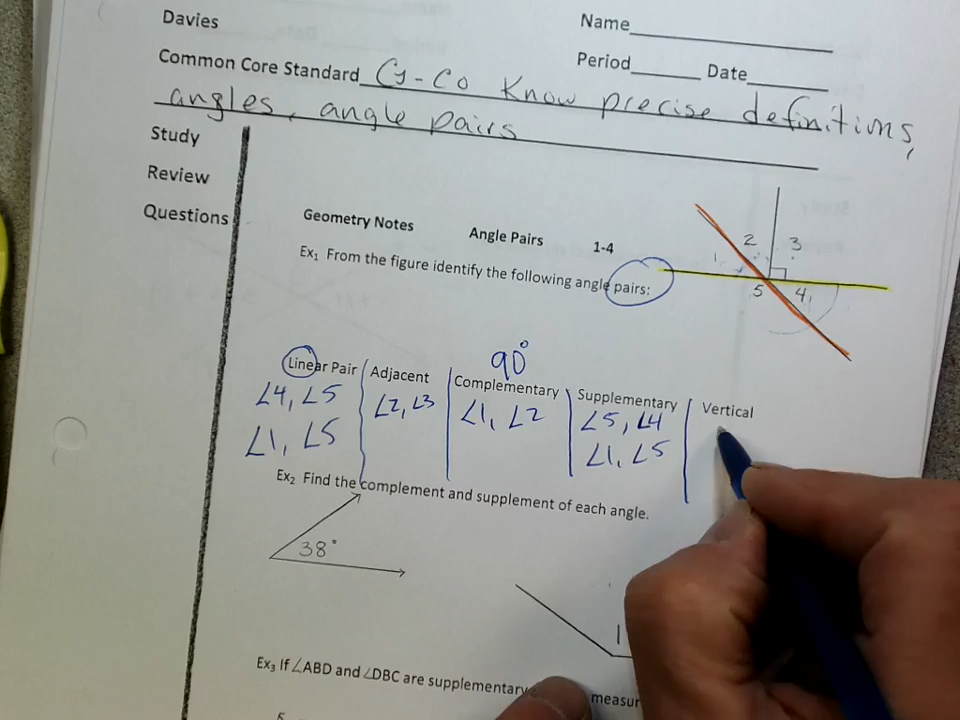 Davies
Name
Period Date
Common Core Standard G-CO Know precise definitions,
angles, angle pairs
Study
Review
Questions
Geometry Notes Angle Pairs 1-4
Ex1 From the figure identify the following angle pairs:
1 2 3
5 4
90°
Linear Pair Adjacent Complementary Supplementary Vertical
∠4, ∠5 ∠2, ∠3 ∠1, ∠2 ∠5, ∠4
∠1, ∠5 ∠1, ∠5
Ex2 Find the complement and supplement of each angle.
38°
Ex3 If ∠ABD and ∠DBC are supplementary measur